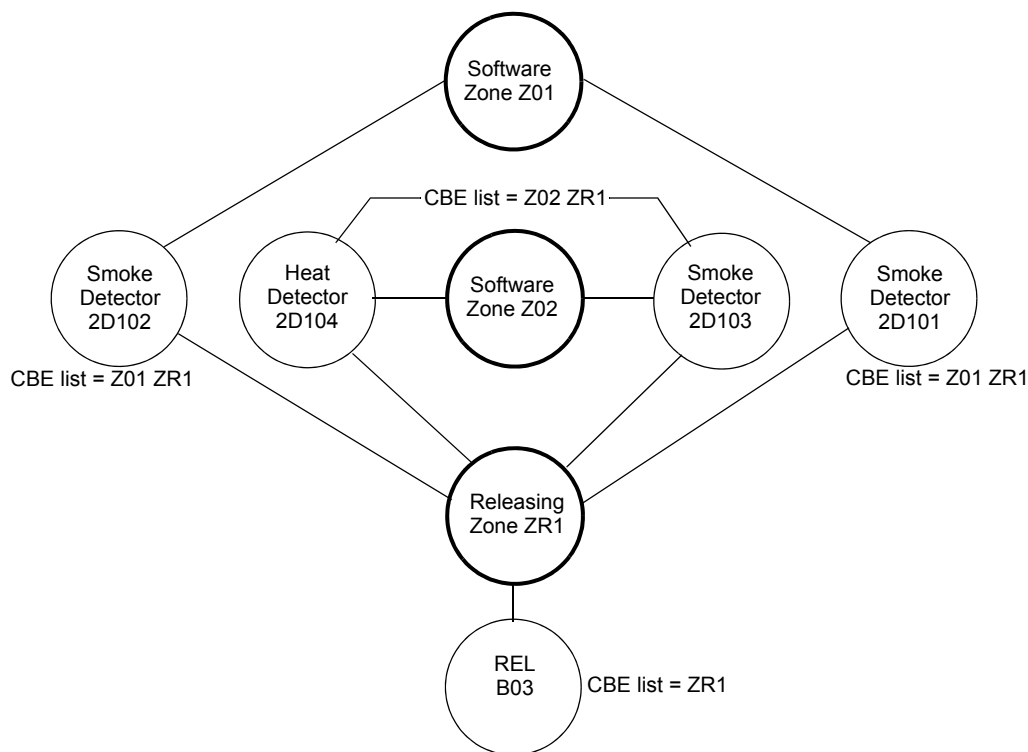 Software
Zone Z01
CBE list = Z02 ZR1
Smoke
Detector
2D102
Heat
Detector
2D104
Software
Zone Z02
Smoke
Detector
2D103
Smoke
Detector
2D101
CBE list = Z01 ZR1
CBE list = Z01 ZR1
Releasing
Zone ZR1
REL
B03
CBE list = ZR1